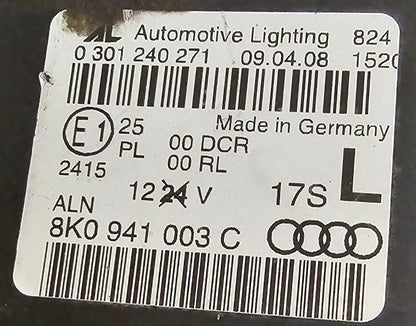 AL Automotive Lighting 824
0 301 240 271 09.04.08 1520
E1 25 00 DCR Made in Germany
PL 00 RL
2415
12 24 V 17S L
ALN
8K0 941 003 C